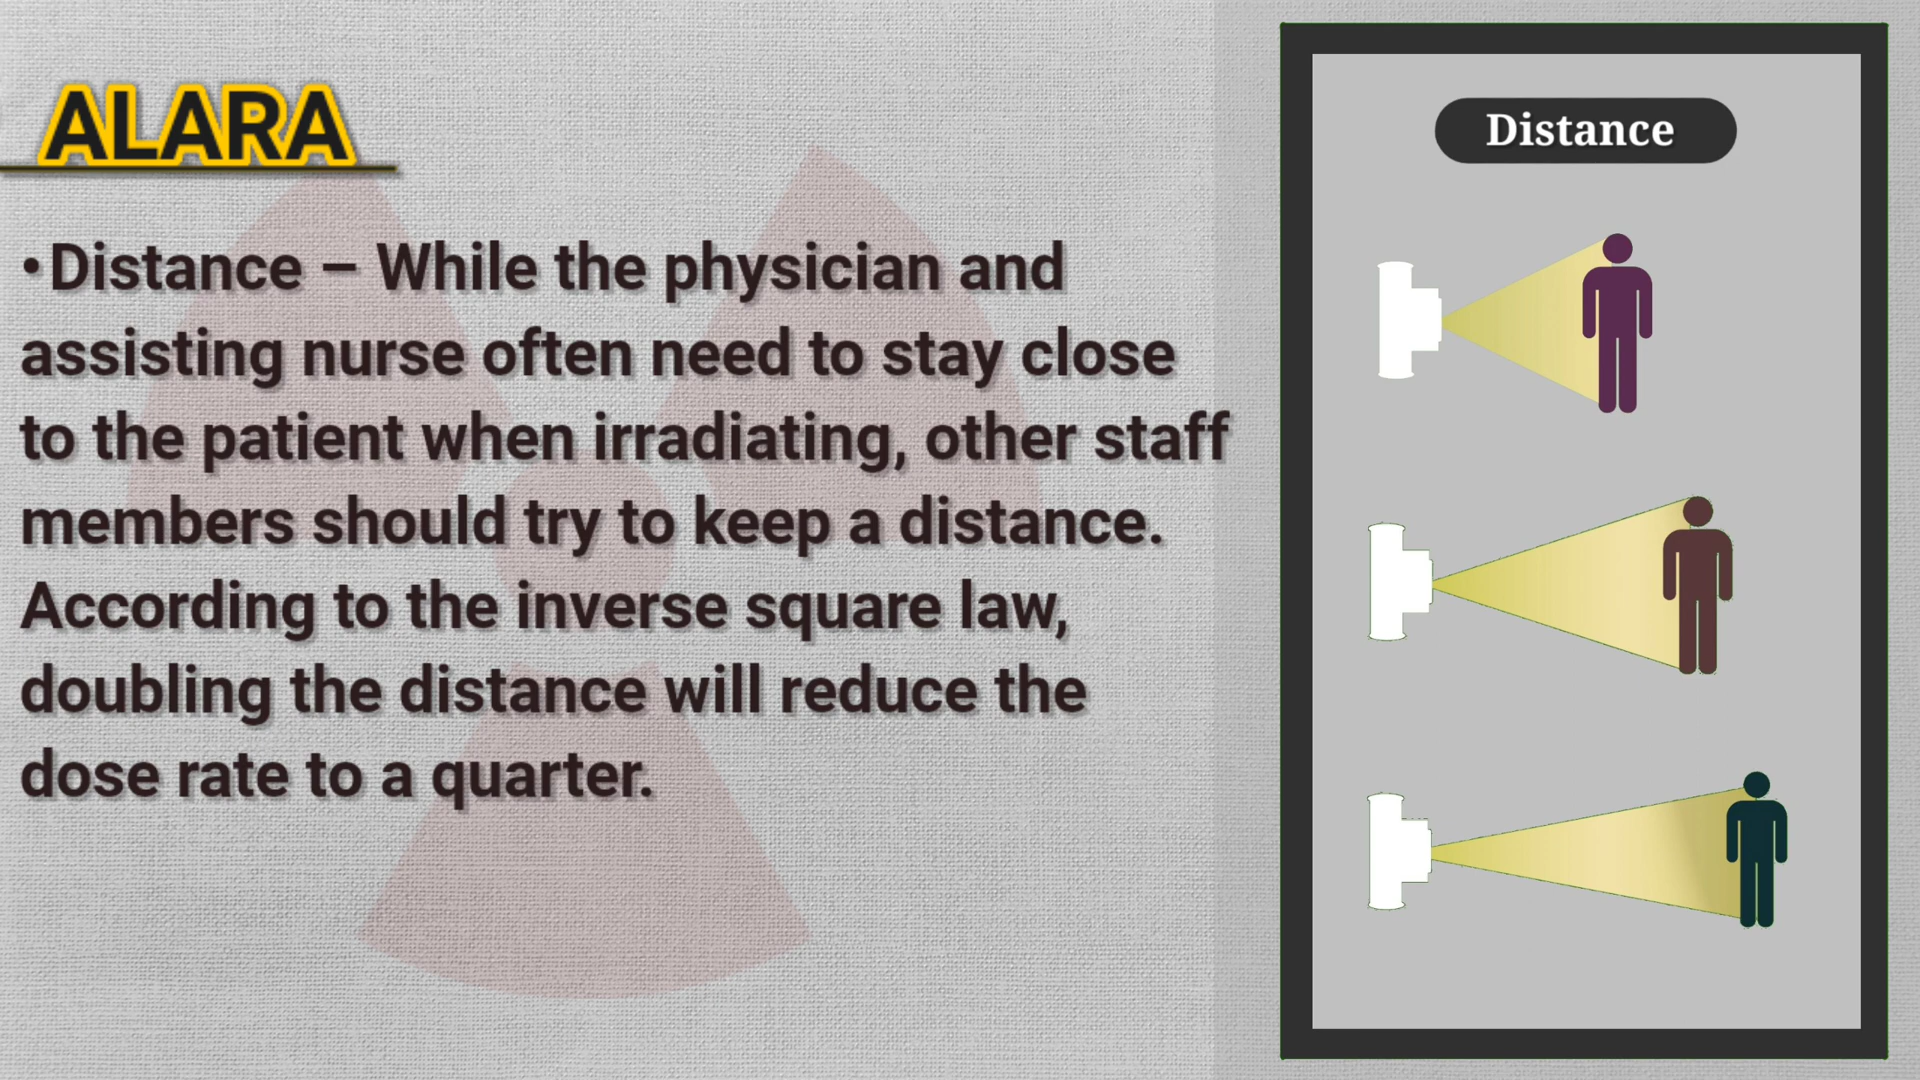 ALARA
•Distance – While the physician and
assisting nurse often need to stay close
to the patient when irradiating, other staff
members should try to keep a distance.
According to the inverse square law,
doubling the distance will reduce the
dose rate to a quarter.
Distance